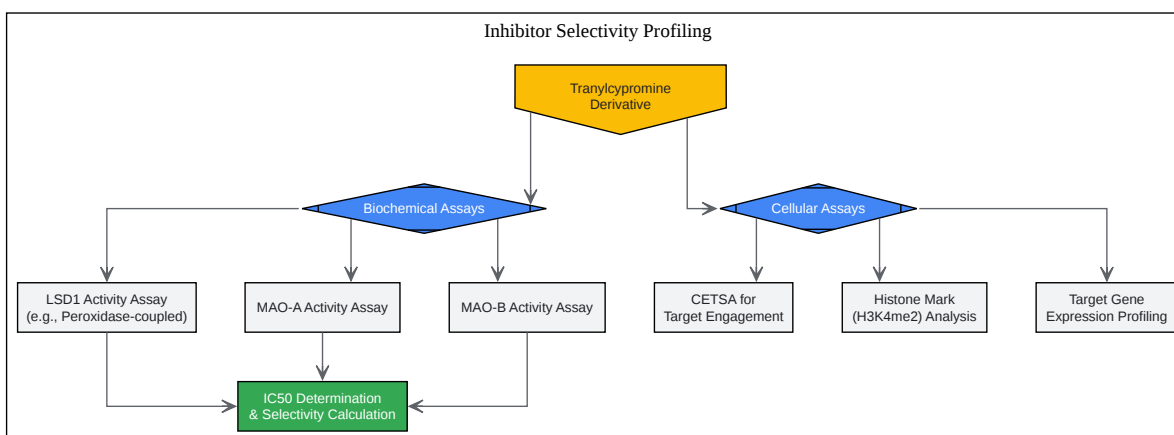 Inhibitor Selectivity Profiling
Tranylcypromine
Derivative
Biochemical Assays
Cellular Assays
LSD1 Activity Assay
(e.g., Peroxidase-coupled)
MAO-A Activity Assay
MAO-B Activity Assay
CETSA for
Target Engagement
Histone Mark
(H3K4me2) Analysis
Target Gene
Expression Profiling
IC50 Determination
& Selectivity Calculation